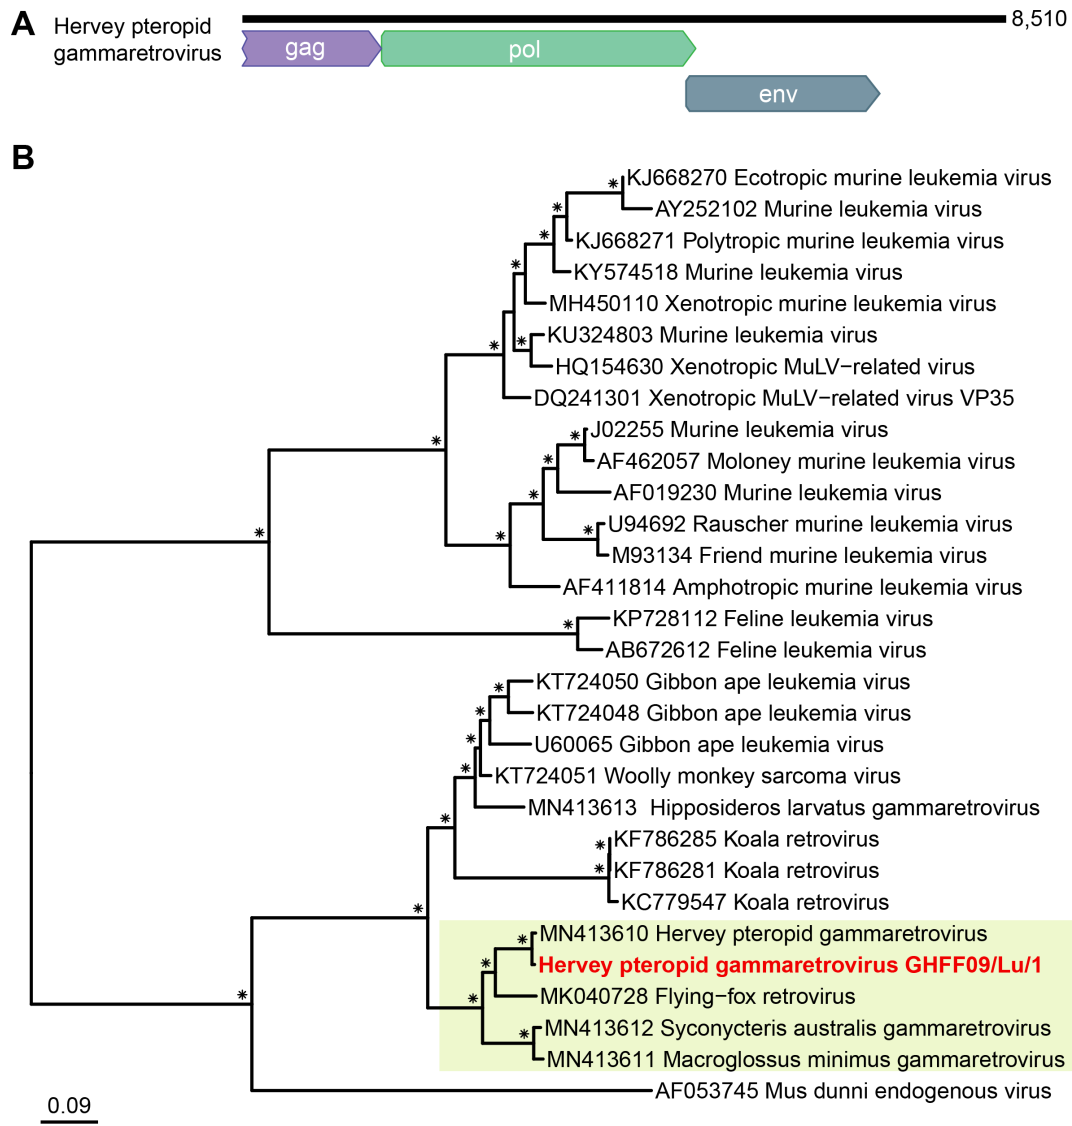 A
Hervey pteropid
gammaretrovirus
8,510
gag
pol
env
B
KJ668270 Ecotropic murine leukemia virus
AY252102 Murine leukemia virus
KJ668271 Polytropic murine leukemia virus
KY574518 Murine leukemia virus
MH450110 Xenotropic murine leukemia virus
KU324803 Murine leukemia virus
HQ154630 Xenotropic MuLV−related virus
DQ241301 Xenotropic MuLV−related virus VP35
J02255 Murine leukemia virus
AF462057 Moloney murine leukemia virus
AF019230 Murine leukemia virus
U94692 Rauscher murine leukemia virus
M93134 Friend murine leukemia virus
AF411814 Amphotropic murine leukemia virus
KP728112 Feline leukemia virus
AB672612 Feline leukemia virus
KT724050 Gibbon ape leukemia virus
KT724048 Gibbon ape leukemia virus
U60065 Gibbon ape leukemia virus
KT724051 Woolly monkey sarcoma virus
MN413613 Hipposideros larvatus gammaretrovirus
KF786285 Koala retrovirus
KF786281 Koala retrovirus
KC779547 Koala retrovirus
MN413610 Hervey pteropid gammaretrovirus
Hervey pteropid gammaretrovirus GHFF09/Lu/1
MK040728 Flying−fox retrovirus
MN413612 Syconycteris australis gammaretrovirus
MN413611 Macroglossus minimus gammaretrovirus
AF053745 Mus dunni endogenous virus
0.09